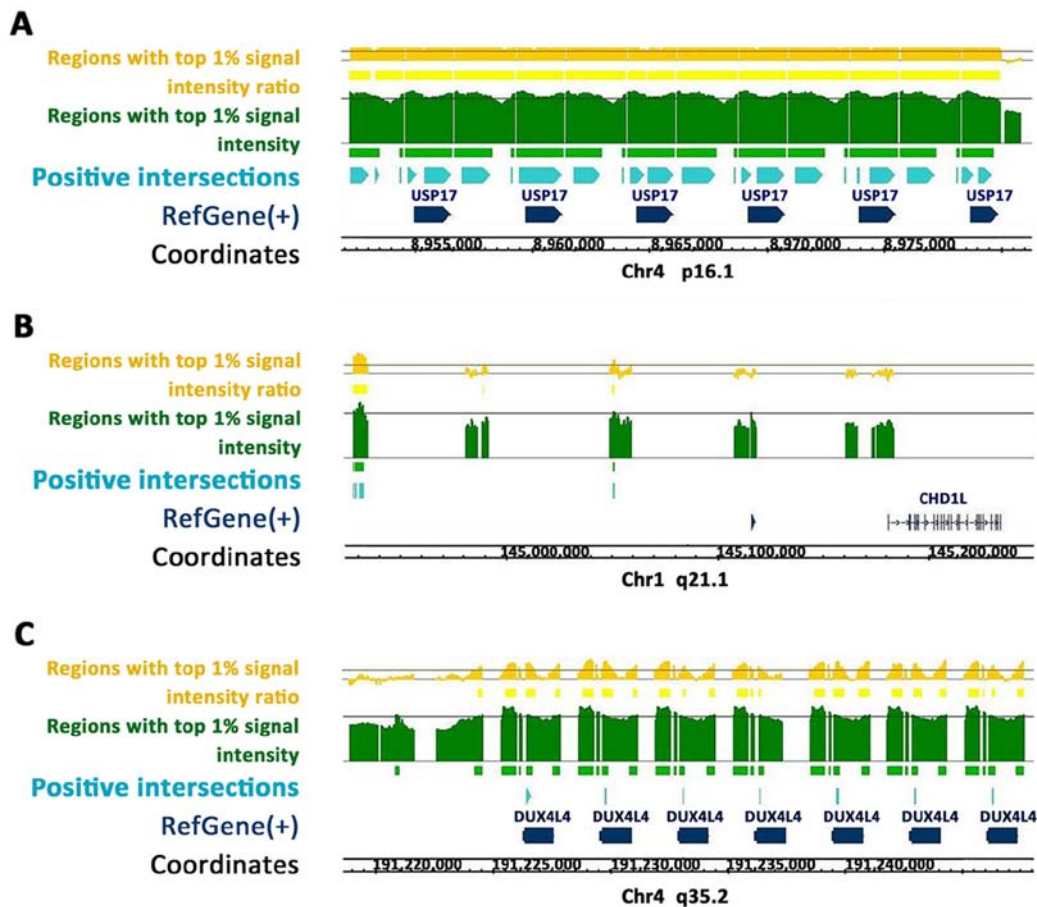 A
Regions with top 1% signal
intensity ratio
Regions with top 1% signal
intensity
Positive intersections
USP17 USP17 USP17 USP17 USP17 USP17
RefGene(+)
8,955,000 8,960,000 8,965,000 8,970,000 8,975,000
Coordinates
Chr4 p16.1
B
Regions with top 1% signal
intensity ratio
Regions with top 1% signal
intensity
Positive intersections
CHD1L
RefGene(+)
145,000,000 145,100,000 145,200,000
Coordinates
Chr1 q21.1
C
Regions with top 1% signal
intensity ratio
Regions with top 1% signal
intensity
Positive intersections
DUX4L4 DUX4L4 DUX4L4 DUX4L4 DUX4L4 DUX4L4 DUX4L4
RefGene(+)
191,220,000 191,225,000 191,230,000 191,235,000 191,240,000
Coordinates
Chr4 q35.2